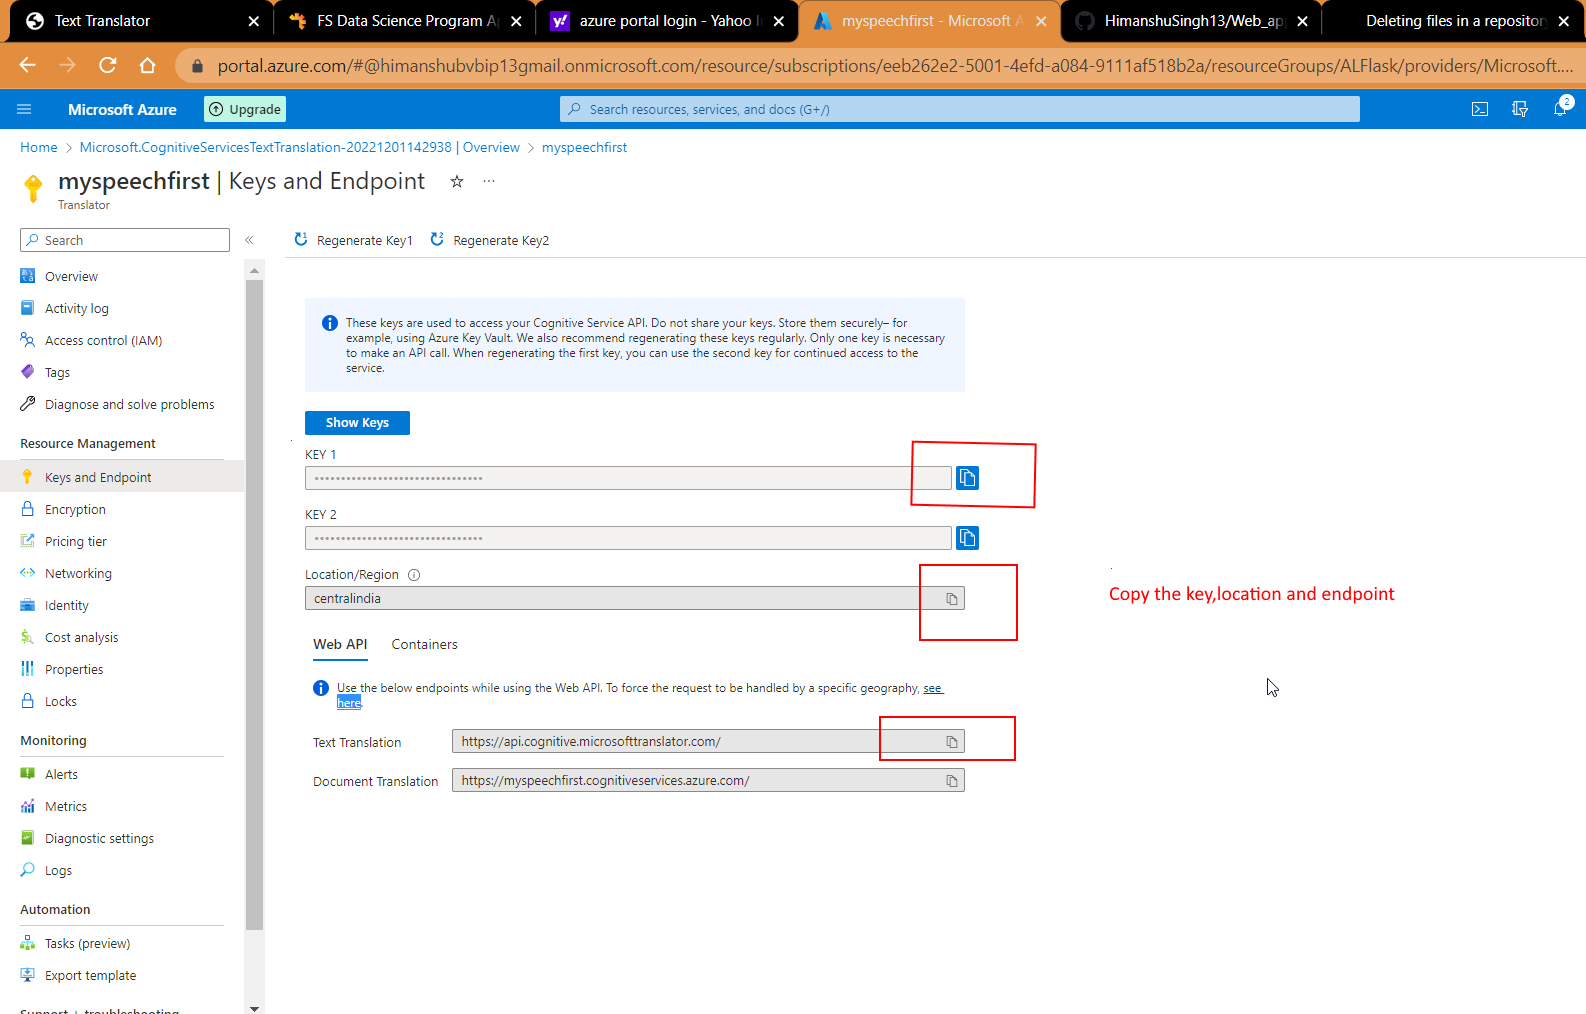 Text Translator
FS Data Science Program A
azure portal login - Yahoo I
myspeechfirst - Microsoft A
HimanshuSingh13/Web_ap
Deleting files in a repository
portal.azure.com/#@himanshubvbip13gmail.onmicrosoft.com/resource/subscriptions/eeb262e2-5001-4efd-a084-9111af518b2a/resourceGroups/ALFlask/providers/Microsoft....
Microsoft Azure
Upgrade
Search resources, services, and docs (G+/)
2
Home > Microsoft.CognitiveServicesTextTranslation-20221201142938 | Overview > myspeechfirst
myspeechfirst | Keys and Endpoint
Translator
Search
Overview
Activity log
Access control (IAM)
Tags
Diagnose and solve problems
Resource Management
Keys and Endpoint
Encryption
Pricing tier
Networking
Identity
Cost analysis
Properties
Locks
Monitoring
Alerts
Metrics
Diagnostic settings
Logs
Automation
Tasks (preview)
Export template
Support + troubleshooting
Regenerate Key1
Regenerate Key2
These keys are used to access your Cognitive Service API. Do not share your keys. Store them securely– for
example, using Azure Key Vault. We also recommend regenerating these keys regularly. Only one key is necessary
to make an API call. When regenerating the first key, you can use the second key for continued access to the
service.
Show Keys
KEY 1
KEY 2
Location/Region
centralindia
Web API
Containers
Use the below endpoints while using the Web API. To force the request to be handled by a specific geography, see
here.
Text Translation
https://api.cognitive.microsofttranslator.com/
Document Translation
https://myspeechfirst.cognitiveservices.azure.com/
Copy the key,location and endpoint